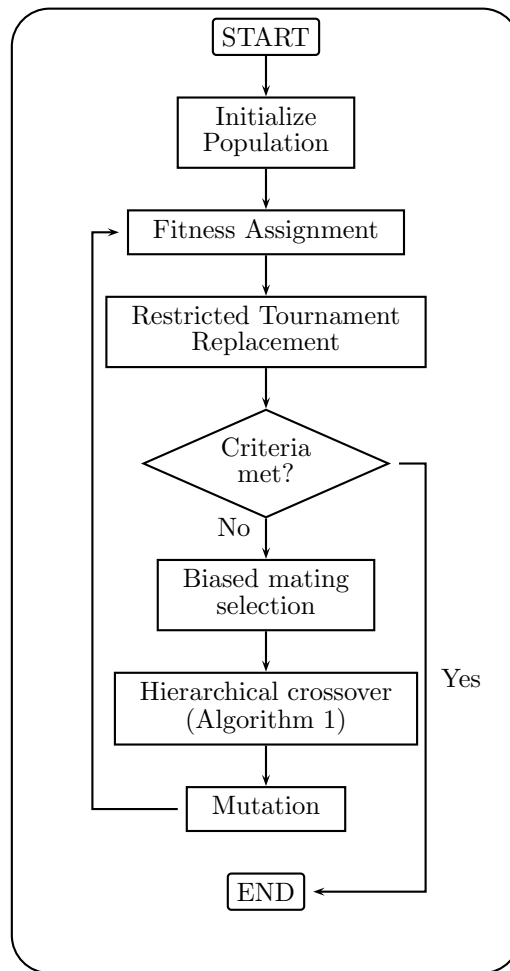 START
Initialize
Population
Fitness Assignment
Restricted Tournament
Replacement
Criteria
met?
No
Biased mating
selection
Hierarchical crossover
(Algorithm 1)
Yes
Mutation
END